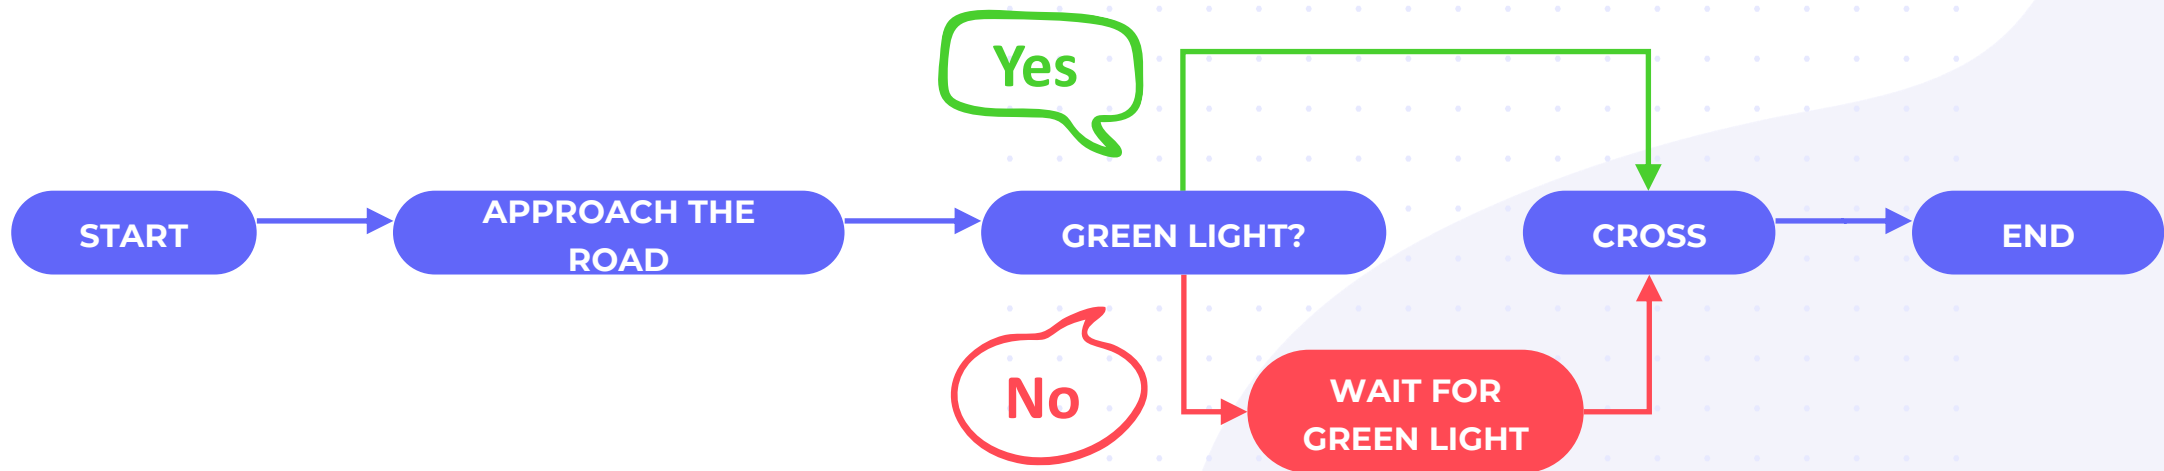 Yes
START
APPROACH THE
ROAD
GREEN LIGHT?
CROSS
END
No
WAIT FOR
GREEN LIGHT